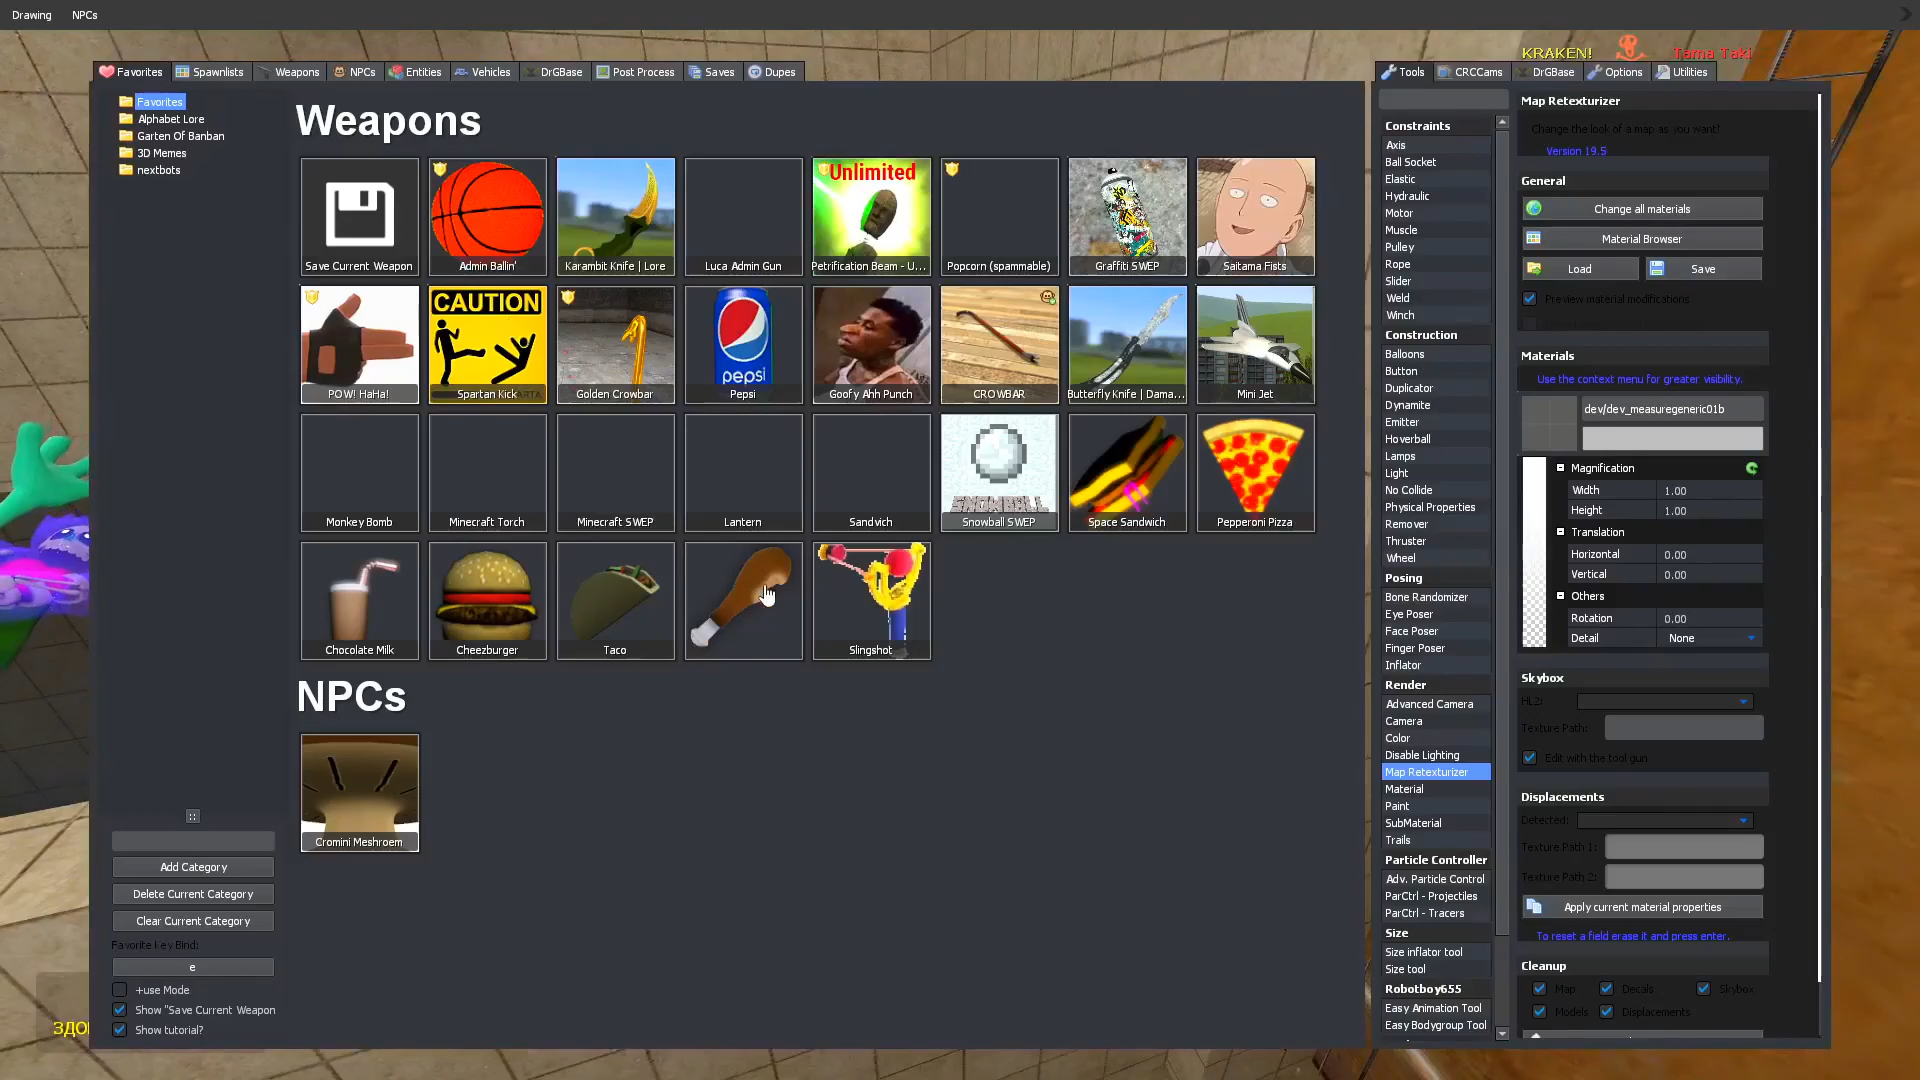 Drawing NPCs
KRAKEN! Tama Taki
Favorites Spawnlists Weapons NPCs Entities Vehicles DrGBase Post Process Saves Dupes
Favorites
Alphabet Lore
Garten Of Banban
3D Memes
nextbots
Weapons
Unlimited
Save Current Weapon Admin Ballin' Karambit Knife | Lore Luca Admin Gun Petrification Beam - U... Popcorn (spammable) Graffiti SWEP Saitama Fists
CAUTION
pepsi
POW! HaHa! Spartan Kick Golden Crowbar Pepsi Goofy Ahh Punch CROWBAR Butterfly Knife | Dama... Mini Jet
SNOWBALL
Monkey Bomb Minecraft Torch Minecraft SWEP Lantern Sandvich Snowball SWEP Space Sandwich Pepperoni Pizza
Chocolate Milk Cheezburger Taco Slingshot
NPCs
Cromini Meshroem
Add Category
Delete Current Category
Clear Current Category
Favorite Key Bind:
e
+use Mode
Show "Save Current Weapon
Show tutorial?
ЗДО
Tools CRCCams DrGBase Options Utilities
Constraints
Axis
Ball Socket
Elastic
Hydraulic
Motor
Muscle
Pulley
Rope
Slider
Weld
Winch
Construction
Balloons
Button
Duplicator
Dynamite
Emitter
Hoverball
Lamps
Light
No Collide
Physical Properties
Remover
Thruster
Wheel
Posing
Bone Randomizer
Eye Poser
Face Poser
Finger Poser
Inflator
Render
Advanced Camera
Camera
Color
Disable Lighting
Map Retexturizer
Material
Paint
SubMaterial
Trails
Particle Controller
Adv. Particle Control
ParCtrl - Projectiles
ParCtrl - Tracers
Size
Size inflator tool
Size tool
Robotboy655
Easy Animation Tool
Easy Bodygroup Tool
Map Retexturizer
Change the look of a map as you want!
Version 19.5
General
Change all materials
Material Browser
Load Save
Preview material modifications
Materials
Use the context menu for greater visibility.
dev/dev_measuregeneric01b
Magnification
Width 1.00
Height 1.00
Translation
Horizontal 0.00
Vertical 0.00
Others
Rotation 0.00
Detail None
Skybox
HL2:
Texture Path:
Edit with the tool gun
Displacements
Detected:
Texture Path 1:
Texture Path 2:
Apply current material properties
To reset a field erase it and press enter.
Cleanup
Map Decals Skybox
Models Displacements